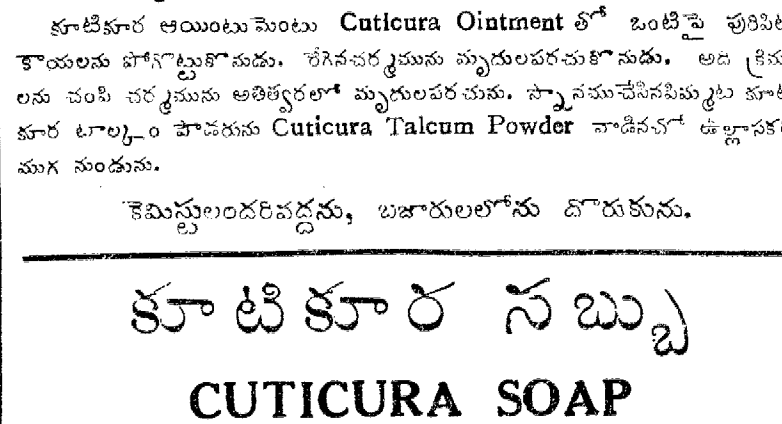 కూటికూర ఆయింటుమెంటు Cuticura Ointment తో ఒంటిపై పురిపిటి
కాయలను పోగొట్టుకొనుడు. రేగినచర్మమును మృదులపరచుకొనుడు. అది క్రిమ
లను చంపి చర్మమును అతిత్వరలో మృదులపరచును. స్నానముచేసినపిమ్మట కూటి
కూర టాల్కం పౌడరును Cuticura Talcum Powder వాడినచో ఉల్లాసకర
ముగ నుండును.
కెమిస్టులందరివద్దను, బజారులలోను దొరుకును.
కూటికూర సబ్బు
CUTICURA SOAP